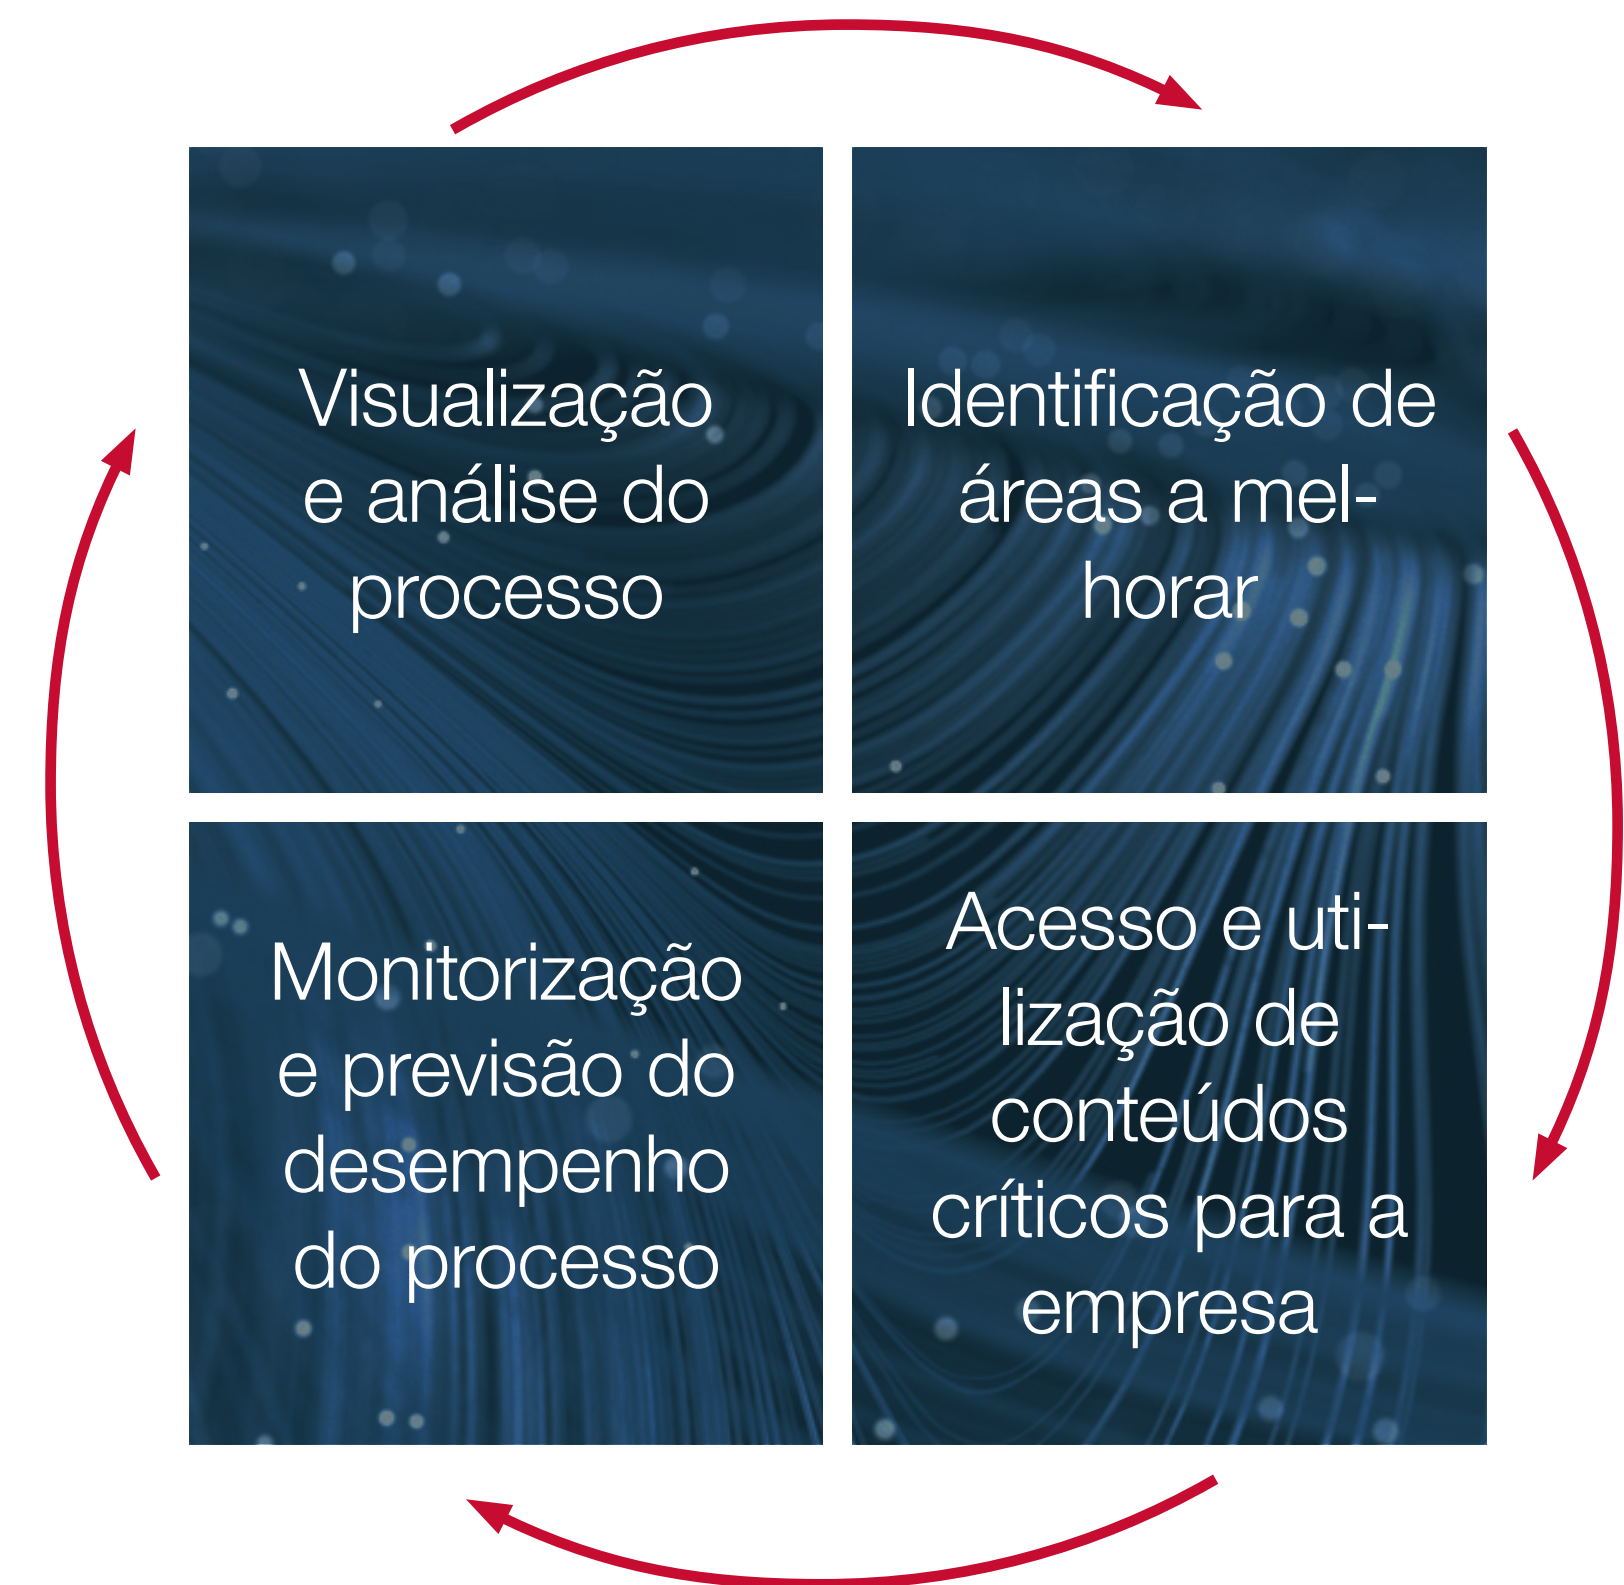 Visualização
e análise do
processo
Identificação de
áreas a mel-
horar
Monitorização
e previsão do
desempenho
do processo
Acesso e uti-
lização de
conteúdos
críticos para a
empresa